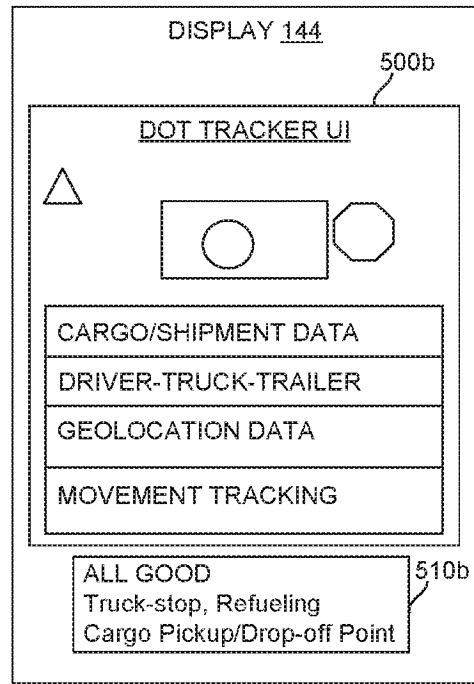 DISPLAY 144
500b
DOT TRACKER UI
CARGO/SHIPMENT DATA
DRIVER-TRUCK-TRAILER
GEOLOCATION DATA
MOVEMENT TRACKING
ALL GOOD
510b
Truck-stop, Refueling
Cargo Pickup/Drop-off Point